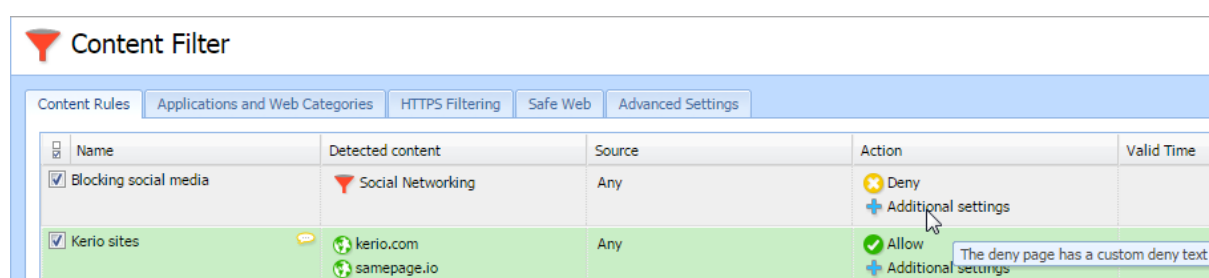 Content Filter
Content Rules Applications and Web Categories HTTPS Filtering Safe Web Advanced Settings
Name Detected content Source Action Valid Time
Blocking social media Social Networking Any Deny
Additional settings
Kerio sites kerio.com Any Allow
The deny page has a custom deny text
samepage.io Additional settings